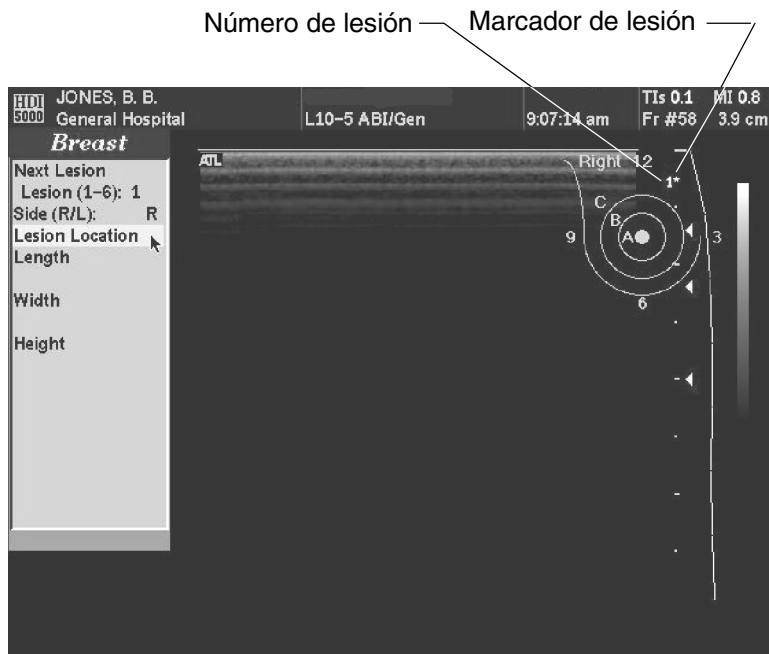 Número de lesión Marcador de lesión
HDI 5000
JONES, B. B.
General Hospital
L10-5 ABI/Gen
9:07:14 am
TIs 0.1 MI 0.8
Fr #58 3.9 cm
Breast
Next Lesion
Lesion (1-6): 1
Side (R/L): R
Lesion Location
Length
Width
Height
ATL
Right 12
1*
C
B
9 A 3
6